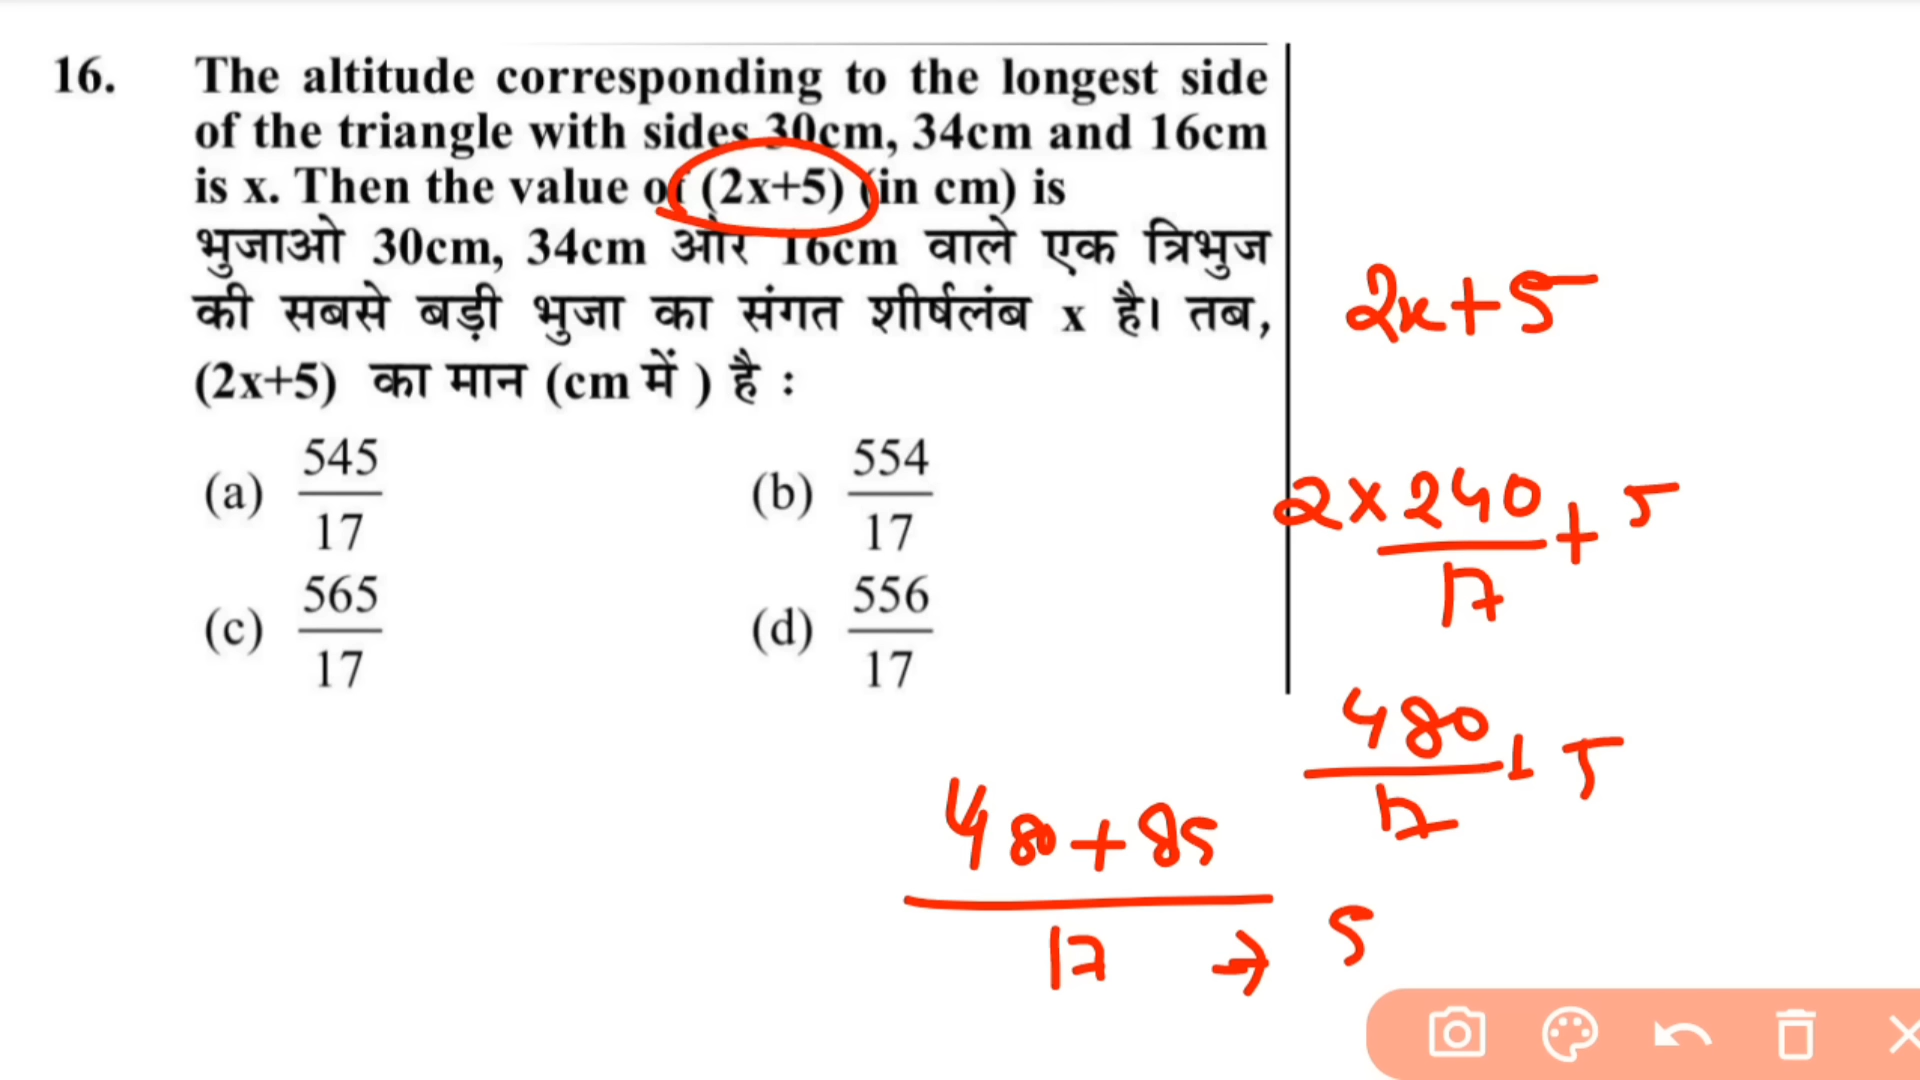 16. The altitude corresponding to the longest side
of the triangle with sides 30cm, 34cm and 16cm
is x. Then the value of (2x+5) (in cm) is
भुजाओ 30cm, 34cm और 16cm वाले एक त्रिभुज
की सबसे बड़ी भुजा का संगत शीर्षलंब x है। तब,
(2x+5) का मान (cm में ) है :
(a) 545/17 (b) 554/17
(c) 565/17 (d) 556/17
2x+5
2×240/17 + 5
480/17 + 5
480+85/17 → 5